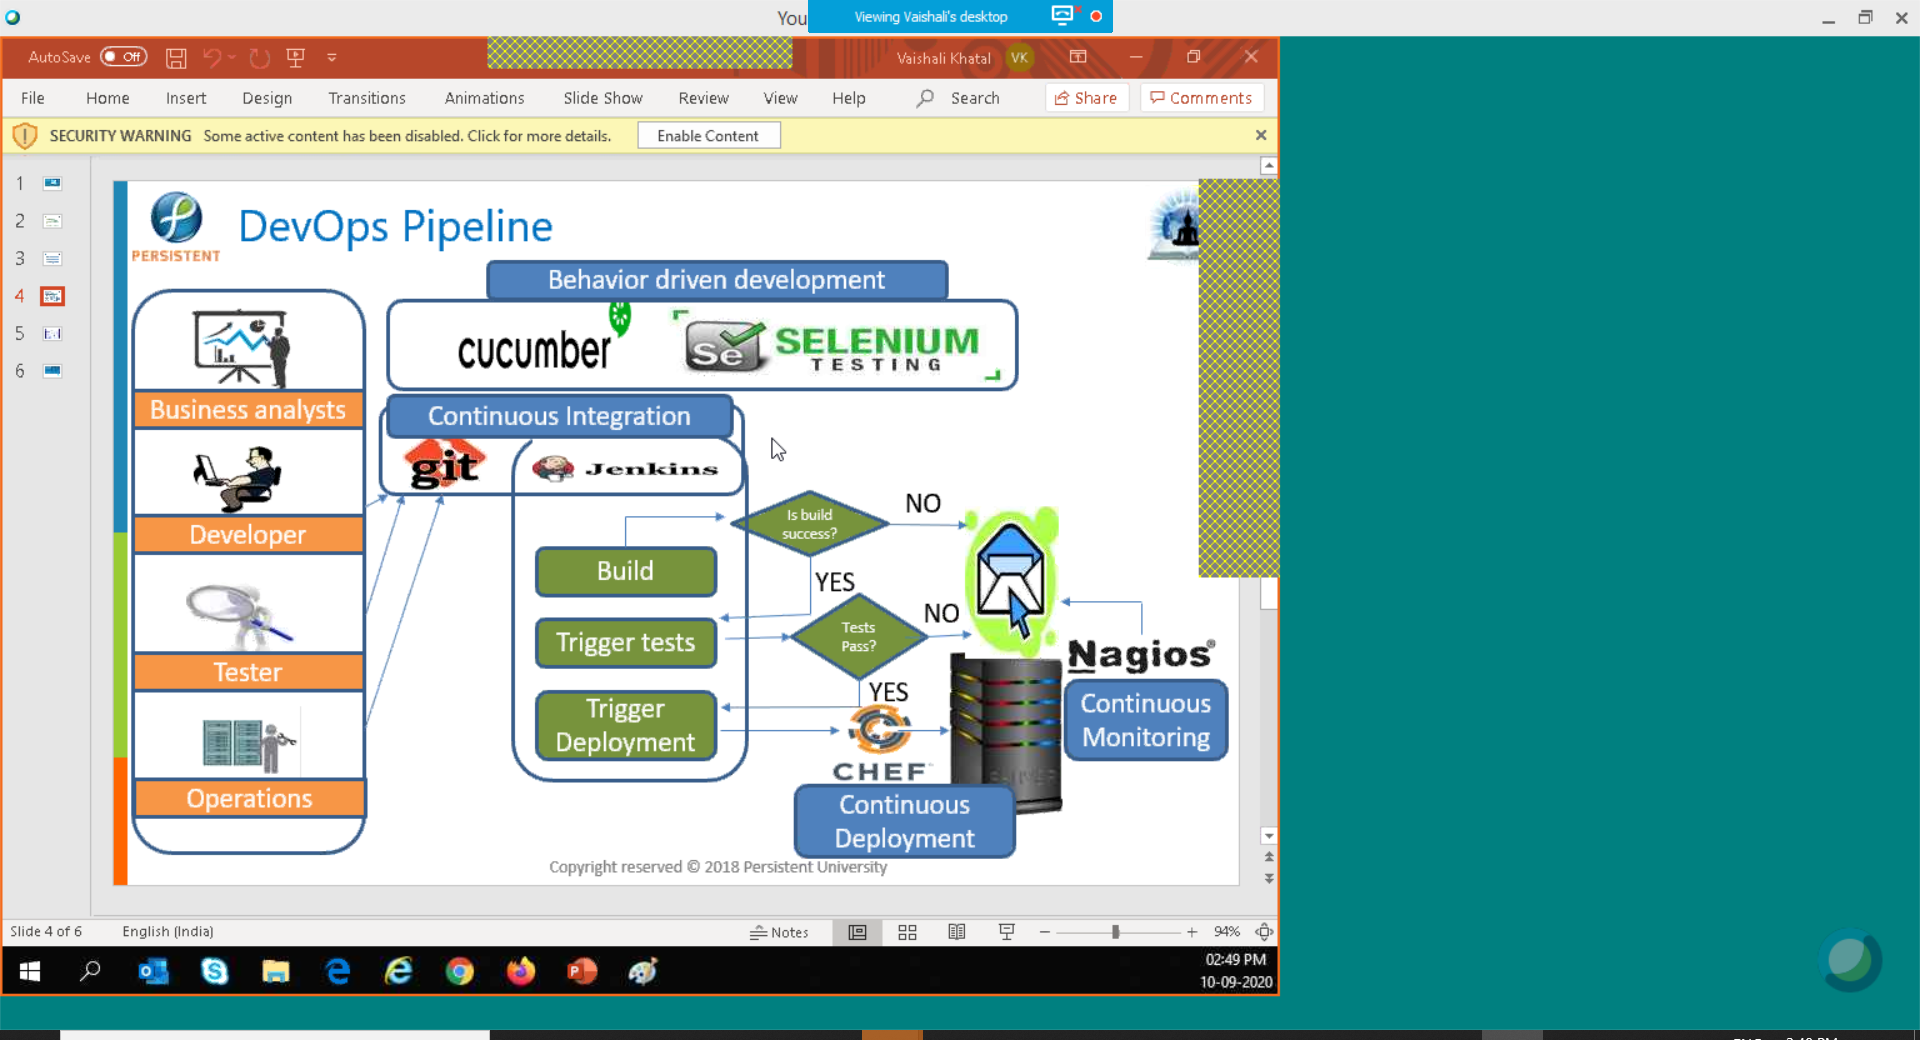 You
Viewing Vaishali's desktop
AutoSave Off
Vaishali Khatal VK
File Home Insert Design Transitions Animations Slide Show Review View Help Search Share Comments
SECURITY WARNING Some active content has been disabled. Click for more details. Enable Content
1
2
3
4
5
6
PERSISTENT
DevOps Pipeline
Behavior driven development
cucumber
Se SELENIUM
TESTING
Business analysts
Developer
Tester
Operations
Continuous Integration
git
Jenkins
Build
Trigger tests
Trigger
Deployment
Is build
success?
NO
YES
Tests
Pass?
NO
YES
CHEF
Continuous
Deployment
Nagios®
Continuous
Monitoring
Copyright reserved © 2018 Persistent University
Slide 4 of 6 English (India) Notes 94%
02:49 PM
10-09-2020